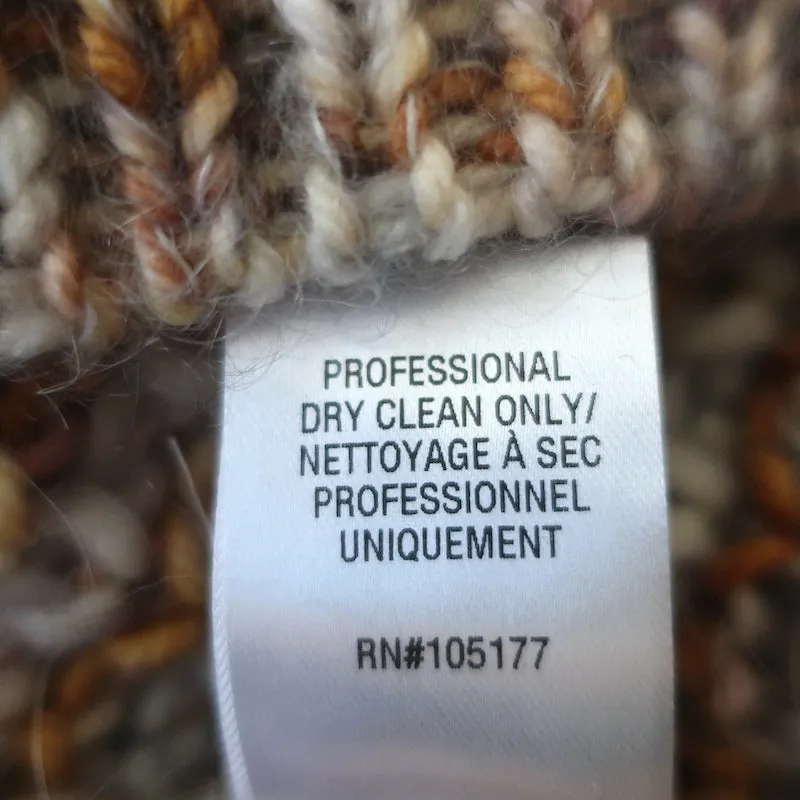 PROFESSIONAL
DRY CLEAN ONLY/
NETTOYAGE À SEC
PROFESSIONNEL
UNIQUEMENT
RN#105177